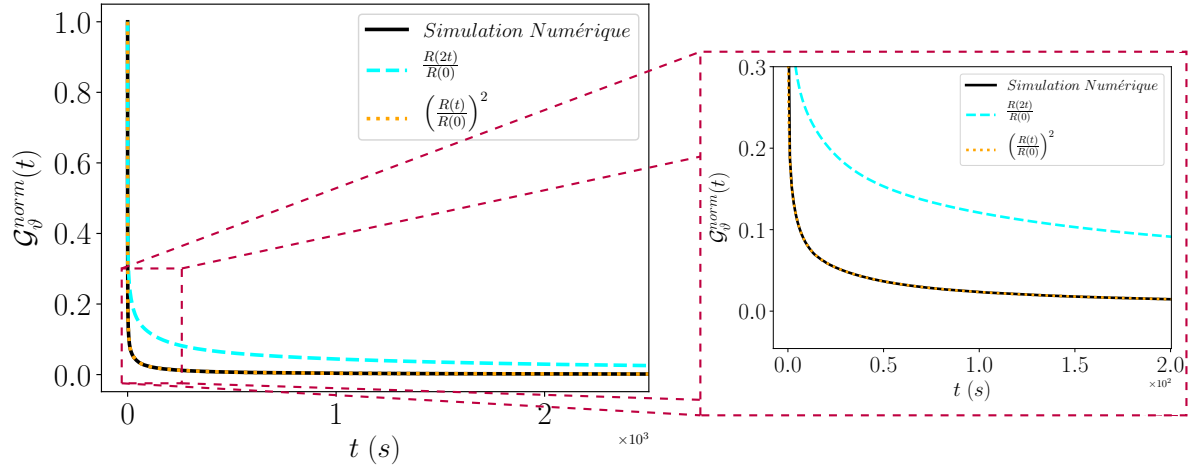 1.0
0.8
0.6
0.4
0.2
0.0
𝒢_ϑ^{norm}(t)
Simulation Numérique
R(2t)/R(0)
(R(t)/R(0))^2
0
1
2
×10^3
t (s)
0.3
0.2
0.1
0.0
𝒢_ϑ^{norm}(t)
Simulation Numérique
R(2t)/R(0)
(R(t)/R(0))^2
0.0
0.5
1.0
1.5
2.0
×10^2
t (s)